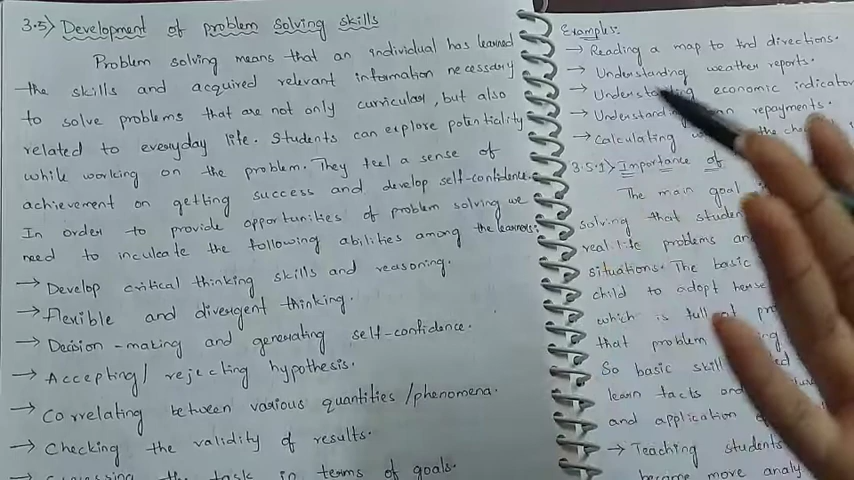 3.5) Development of problem solving skills
Problem solving means that an individual has learned
the skills and acquired relevant information necessary
to solve problems that are not only curricular, but also
related to everyday life. Students can explore potentiality
while working on the problem. They feel a sense of
achievement on getting success and develop self-confidence.
In order to provide opportunities of problem solving we
need to inculcate the following abilities among the learners:
→ Develop critical thinking skills and reasoning.
→ flexible and divergent thinking.
→ Decision-making and generating self-confidence.
→ Accepting/ rejecting hypothesis.
→ Correlating between various quantities/phenomena.
→ Checking the validity of results.
the task in terms of goals.
Examples:-
→ Reading a map to find directions.
→ Understanding weather reports.
→ Understanding economic indicator
→ Understanding repayments.
→ Calculating the
3.5.1) Importance of
The main goal
solving that student
real-life problems
situations. The basic
child to adopt
which is full of
that problem
So basic skill
learn facts and
and application
→ Teaching students
become more